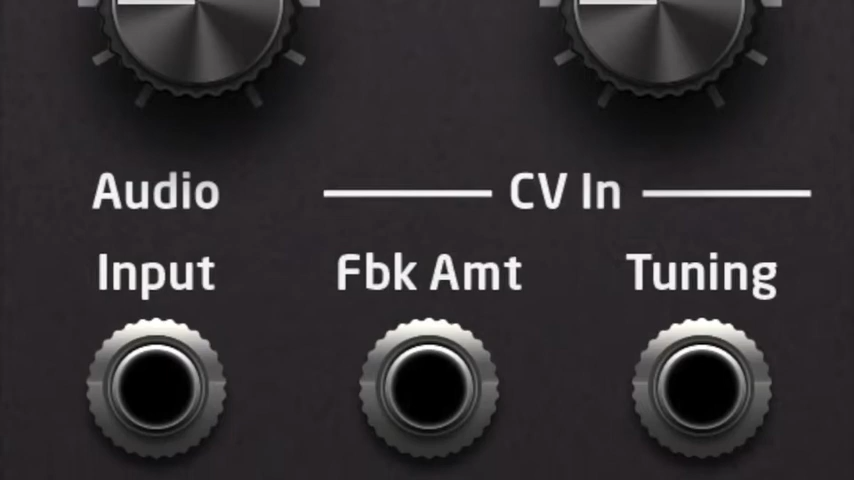 Audio
CV In
Input
Fbk Amt
Tuning